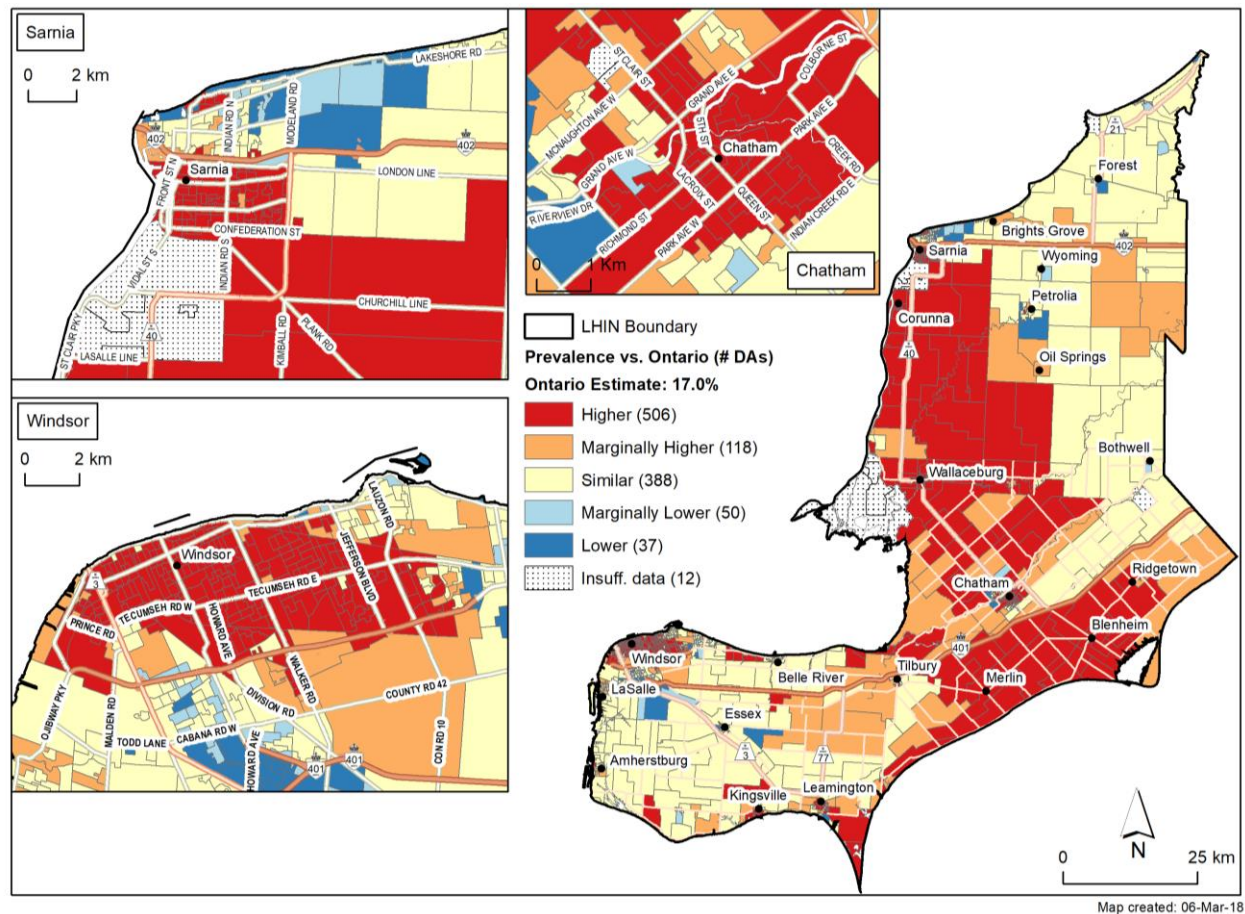 Sarnia
0 2 km
LAKESHORE RD
INDIAN RD N
MODELAND RD
402
402
Sarnia
FRONT ST N
LONDON LINE
CONFEDERATION ST
VIDAL ST S
INDIAN RD S
CHURCHILL LINE
40
PLANK RD
KIMBALL RD
ST CLAIR PKY
LASALLE LINE
ST CLAIR ST
COLBORNE ST
GRAND AVE E
MCNAUGHTON AVE W
5TH ST
PARK AVE E
Chatham
GRAND AVE W
CREEK RD
LACROIX ST
QUEEN ST
RIVERVIEW DR
RICHMOND ST
INDIAN CREEK RD E
PARK AVE W
0 1 Km
Chatham
LHIN Boundary
Prevalence vs. Ontario (# DAs)
Ontario Estimate: 17.0%
Higher (506)
Marginally Higher (118)
Similar (388)
Marginally Lower (50)
Lower (37)
Insuff. data (12)
Windsor
0 2 km
LAUZON RD
Windsor
JEFFERSON BLVD
3
TECUMSEH RD E
TECUMSEH RD W
HOWARD AVE
PRINCE RD
WALKER RD
COUNTY RD 42
DIVISION RD
OJIBWAY PKY
MALDEN RD
CABANA RD W
TODD LANE
HOWARD AVE
401
401
CON RD 10
21
Forest
Brights Grove
402
Sarnia
Wyoming
Petrolia
Corunna
40
Oil Springs
Bothwell
Wallaceburg
Chatham
Ridgetown
Blenheim
401
Windsor
Tilbury
Belle River
Merlin
LaSalle
Essex
3
77
Amherstburg
Leamington
Kingsville
N
0 25 km
Map created: 06-Mar-18